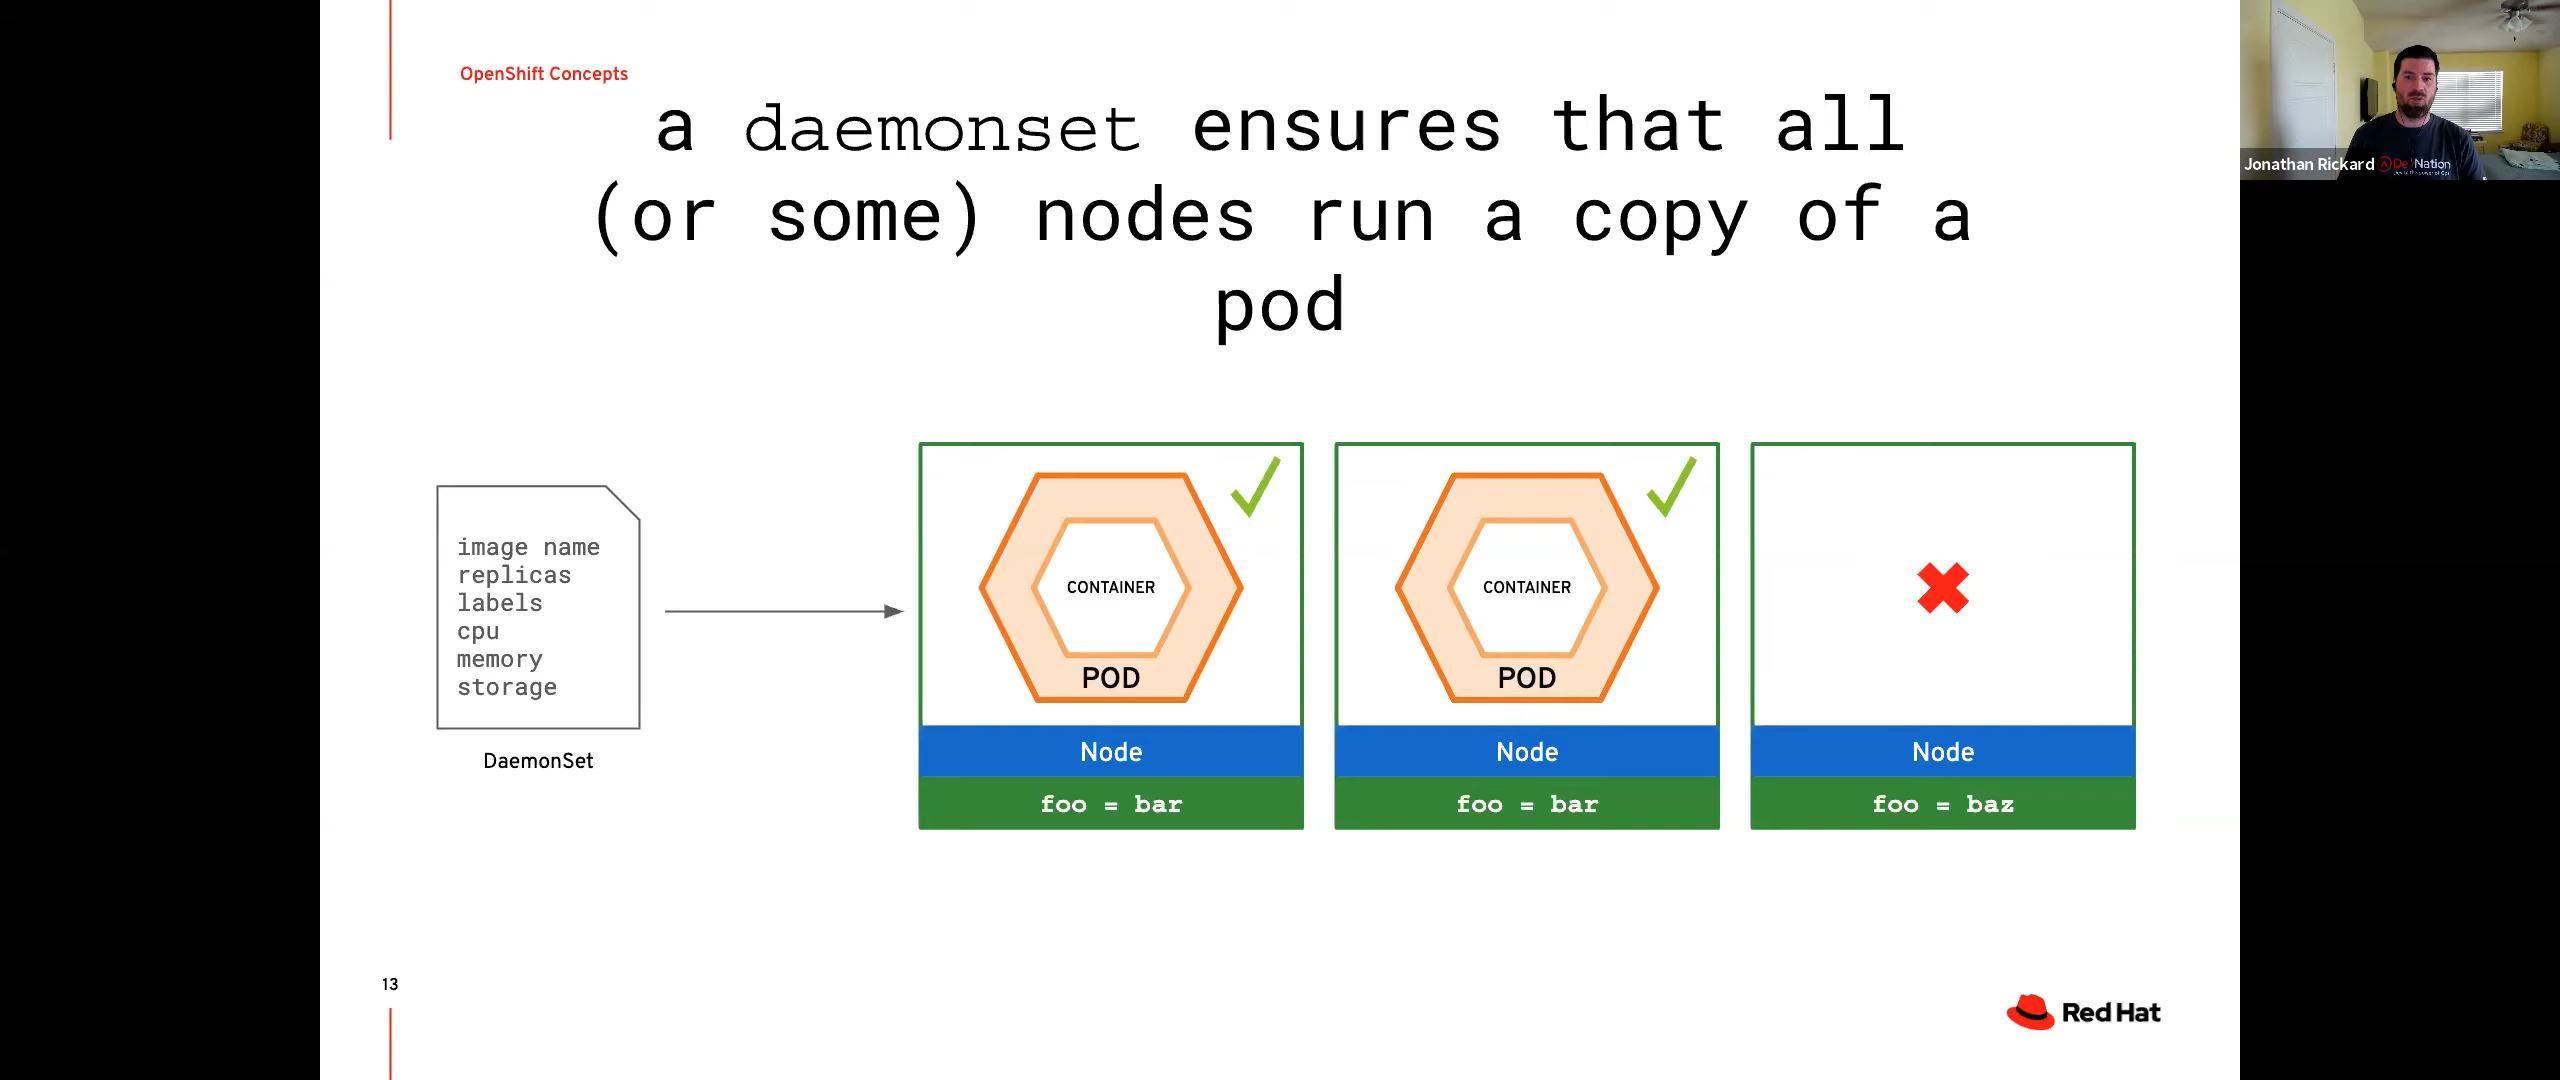 OpenShift Concepts
a daemonset ensures that all
(or some) nodes run a copy of a
pod
image name
replicas
labels
cpu
memory
storage
DaemonSet
CONTAINER
POD
Node
foo = bar
CONTAINER
POD
Node
foo = bar
Node
foo = baz
13
Red Hat
Jonathan Rickard
Nation